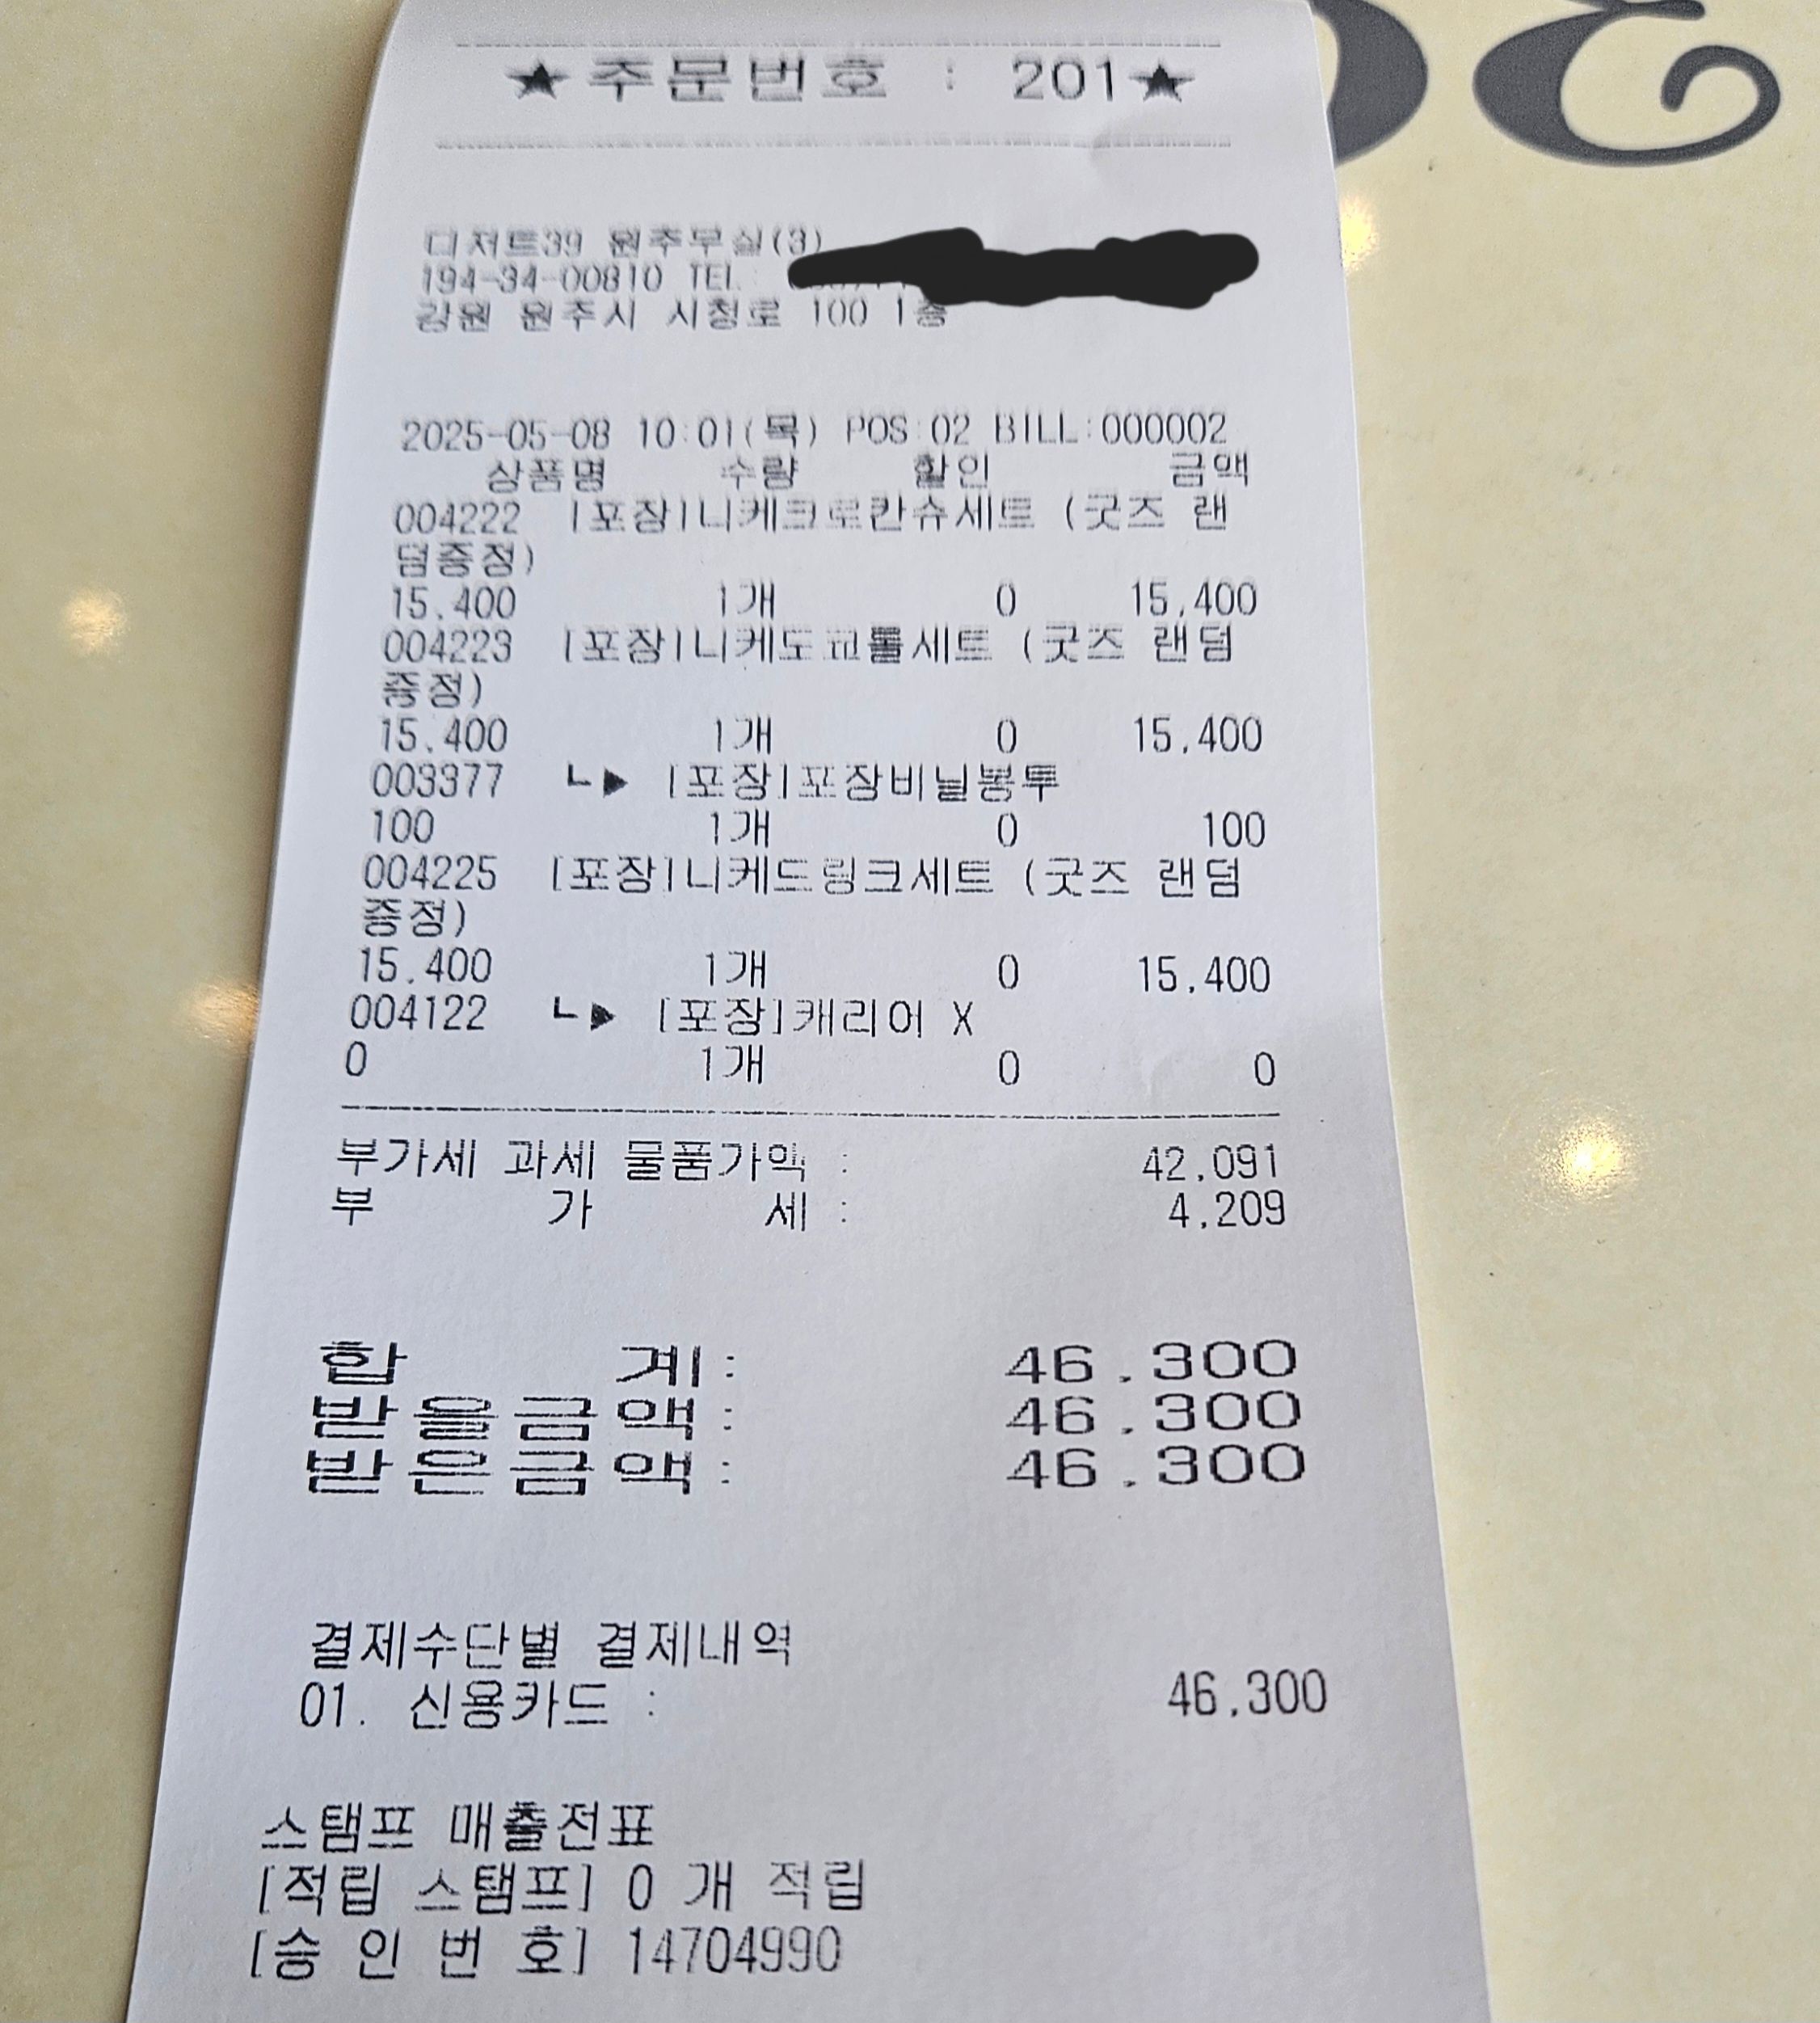 ★주문번호 : 201★
디저트39 원주무실(3)
194-34-00810 TEL
강원 원주시 시청로 100 1층
2025-05-08 10:01(목) POS:02 BILL:000002
상품명 수량 할인 금액
004222 [포장]니케크로칸슈세트 (굿즈 랜
덤증정)
15,400 1개 0 15,400
004223 [포장]니케도쿄롤세트 (굿즈 랜덤
증정)
15,400 1개 0 15,400
003377 ㄴ▶ [포장]포장비닐봉투
100 1개 0 100
004225 [포장]니케드링크세트 (굿즈 랜덤
증정)
15,400 1개 0 15,400
004122 ㄴ▶ [포장]캐리어 X
0 1개 0 0
부가세 과세 물품가액 : 42,091
부 가 세 : 4,209
합 계: 46,300
받을금액: 46,300
받은금액: 46,300
결제수단별 결제내역
01. 신용카드 : 46,300
스탬프 매출전표
[적립 스탬프] 0 개 적립
[승 인 번 호] 14704990